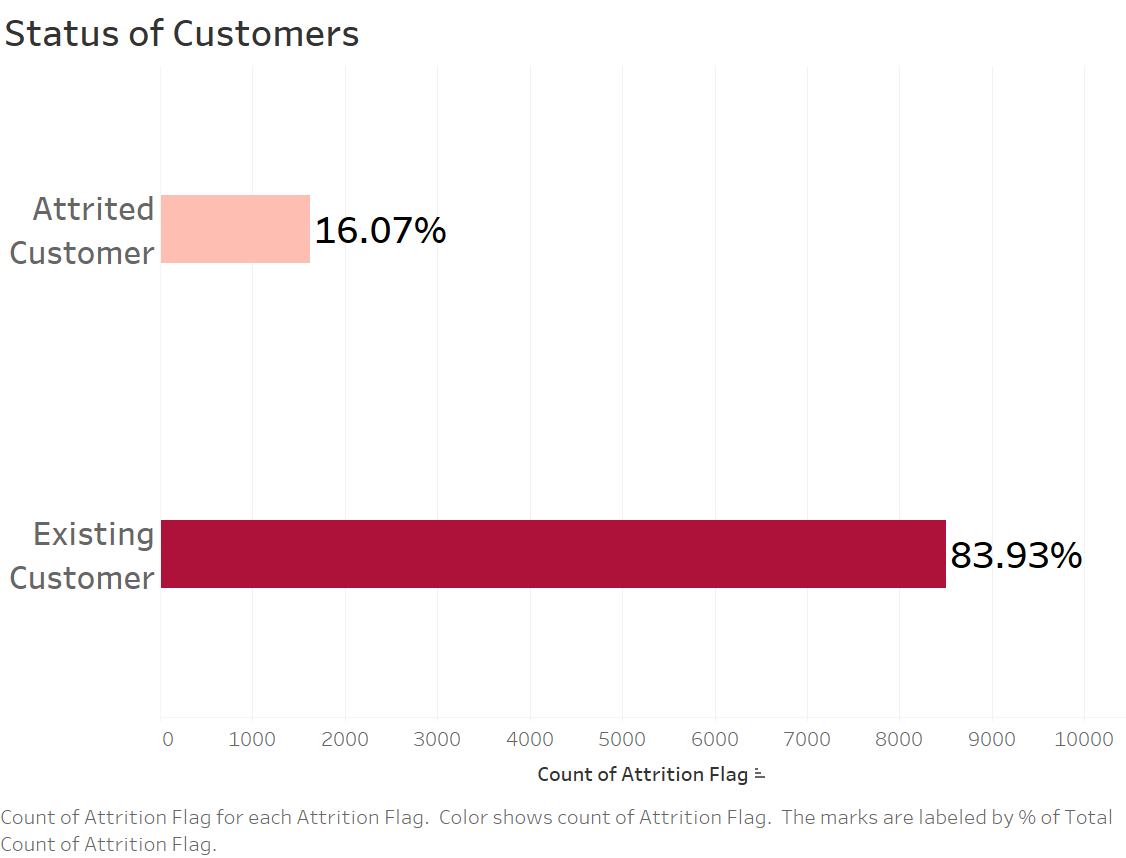 Status of Customers
Attrited
Customer
16.07%
Existing
Customer
83.93%
0 1000 2000 3000 4000 5000 6000 7000 8000 9000 10000
Count of Attrition Flag
Count of Attrition Flag for each Attrition Flag.  Color shows count of Attrition Flag.  The marks are labeled by % of Total
Count of Attrition Flag.